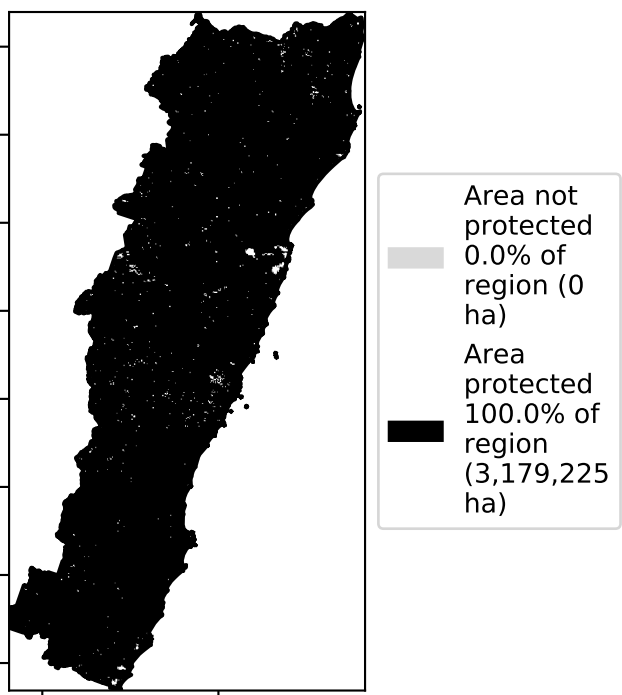 Area not
protected
0.0% of
region (0
ha)
Area
protected
100.0% of
region
(3,179,225
ha)